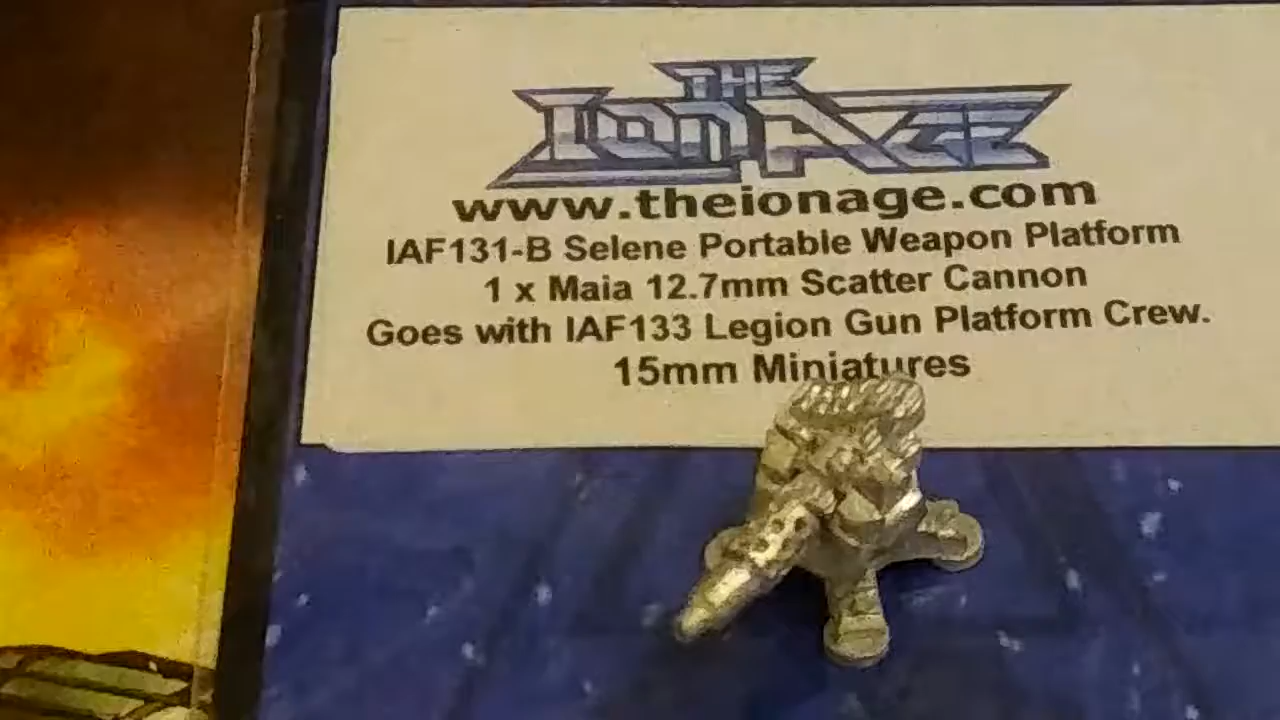 THE
ION AGE
www.theionage.com
IAF131-B Selene Portable Weapon Platform
1 x Maia 12.7mm Scatter Cannon
Goes with IAF133 Legion Gun Platform Crew.
15mm Miniatures